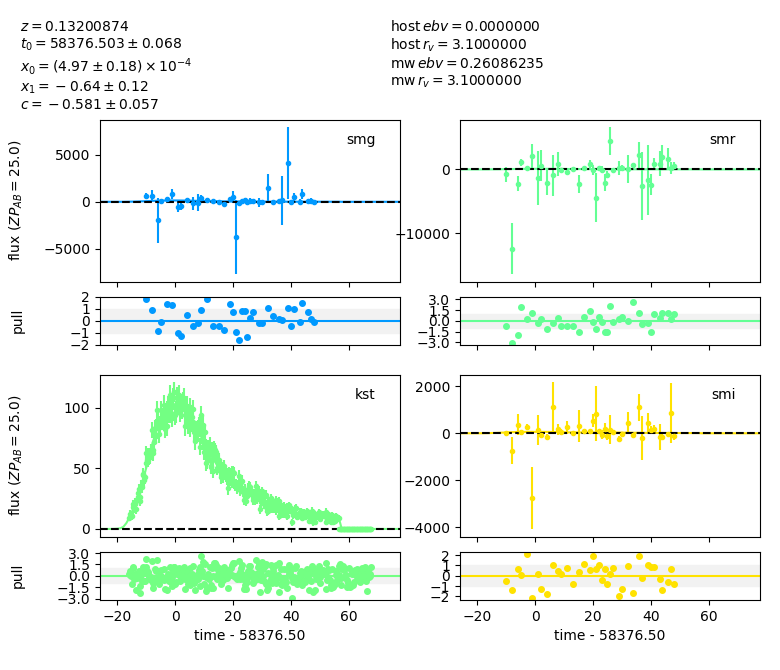 z = 0.13200874
t₀ = 58376.503 ± 0.068
x₀ = (4.97 ± 0.18) × 10⁻⁴
x₁ = −0.64 ± 0.12
c = −0.581 ± 0.057
host ebv = 0.0000000
host r_v = 3.1000000
mw ebv = 0.26086235
mw r_v = 3.1000000
flux (ZP_AB = 25.0)
5000
0
−5000
smg
0
−10000
smr
pull
2
1
0
−1
−2
3.0
1.5
0.0
−1.5
−3.0
flux (ZP_AB = 25.0)
100
50
0
kst
2000
0
−2000
−4000
smi
pull
3.0
1.5
0.0
−1.5
−3.0
2
1
0
−1
−2
−20 0 20 40 60
time - 58376.50
−20 0 20 40 60
time - 58376.50